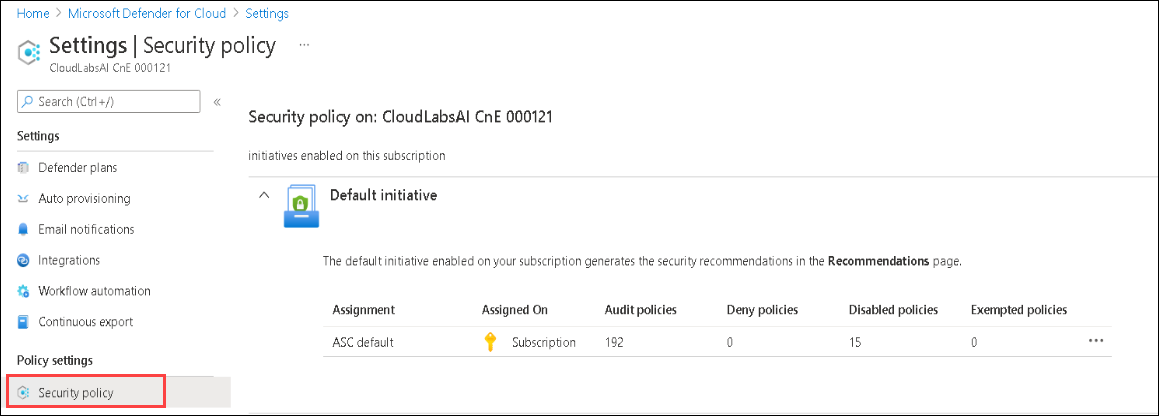 Home > Microsoft Defender for Cloud > Settings
Settings | Security policy ...
CloudLabsAI CnE 000121
Search (Ctrl+/) «
Settings
Defender plans
Auto provisioning
Email notifications
Integrations
Workflow automation
Continuous export
Policy settings
Security policy
Security policy on: CloudLabsAI CnE 000121
initiatives enabled on this subscription
Default initiative
The default initiative enabled on your subscription generates the security recommendations in the Recommendations page.
Assignment Assigned On Audit policies Deny policies Disabled policies Exempted policies
ASC default Subscription 192 0 15 0 ...